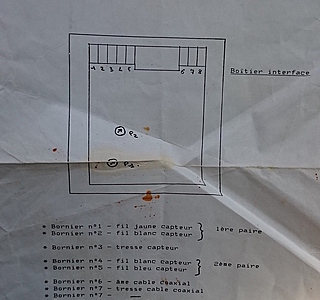 1 2 3 4 5 6 7 8
Boitier interface
P2
P1
* Bornier n°1 - fil jaune capteur
* Bornier n°2 - fil blanc capteur
1ère paire
* Bornier n°3 - tresse capteur
* Bornier n°4 - fil blanc capteur
* Bornier n°5 - fil bleu capteur
2ème paire
* Bornier n°6 - âme cable coaxial
* Bornier n°7 - tresse cable coaxial
* Bornier n°7 - —